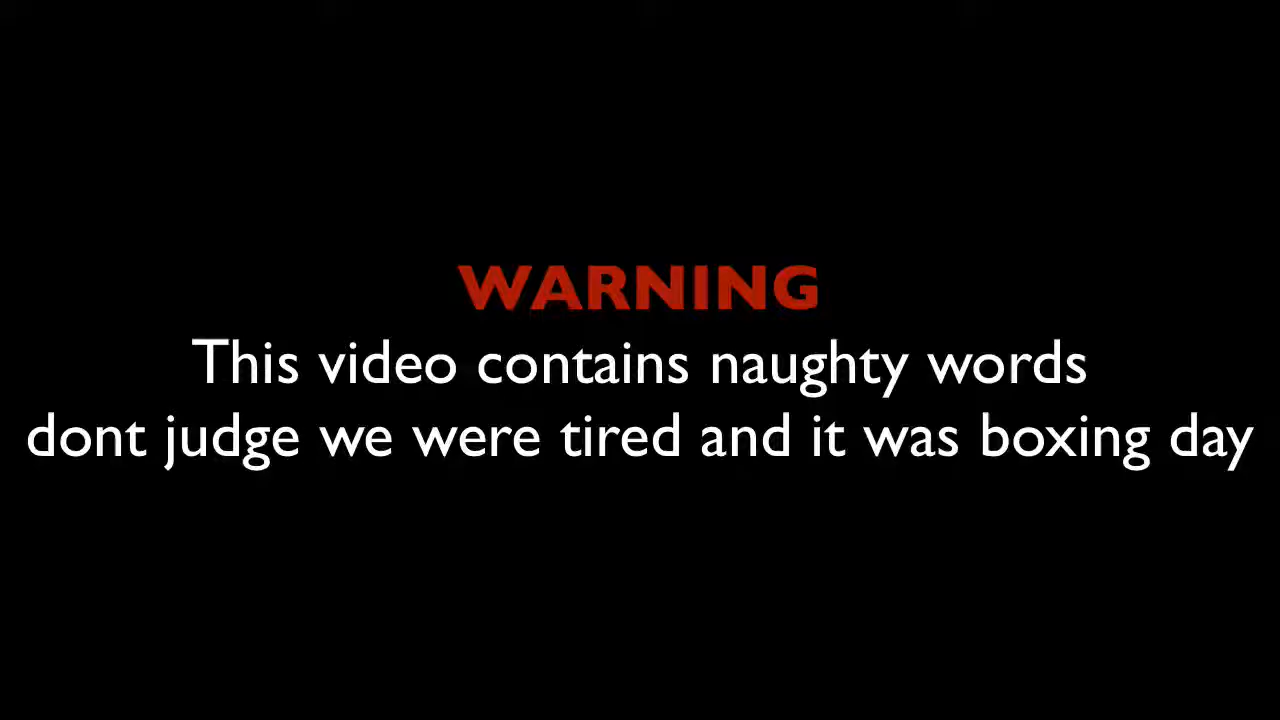 WARNING
This video contains naughty words
dont judge we were tired and it was boxing day